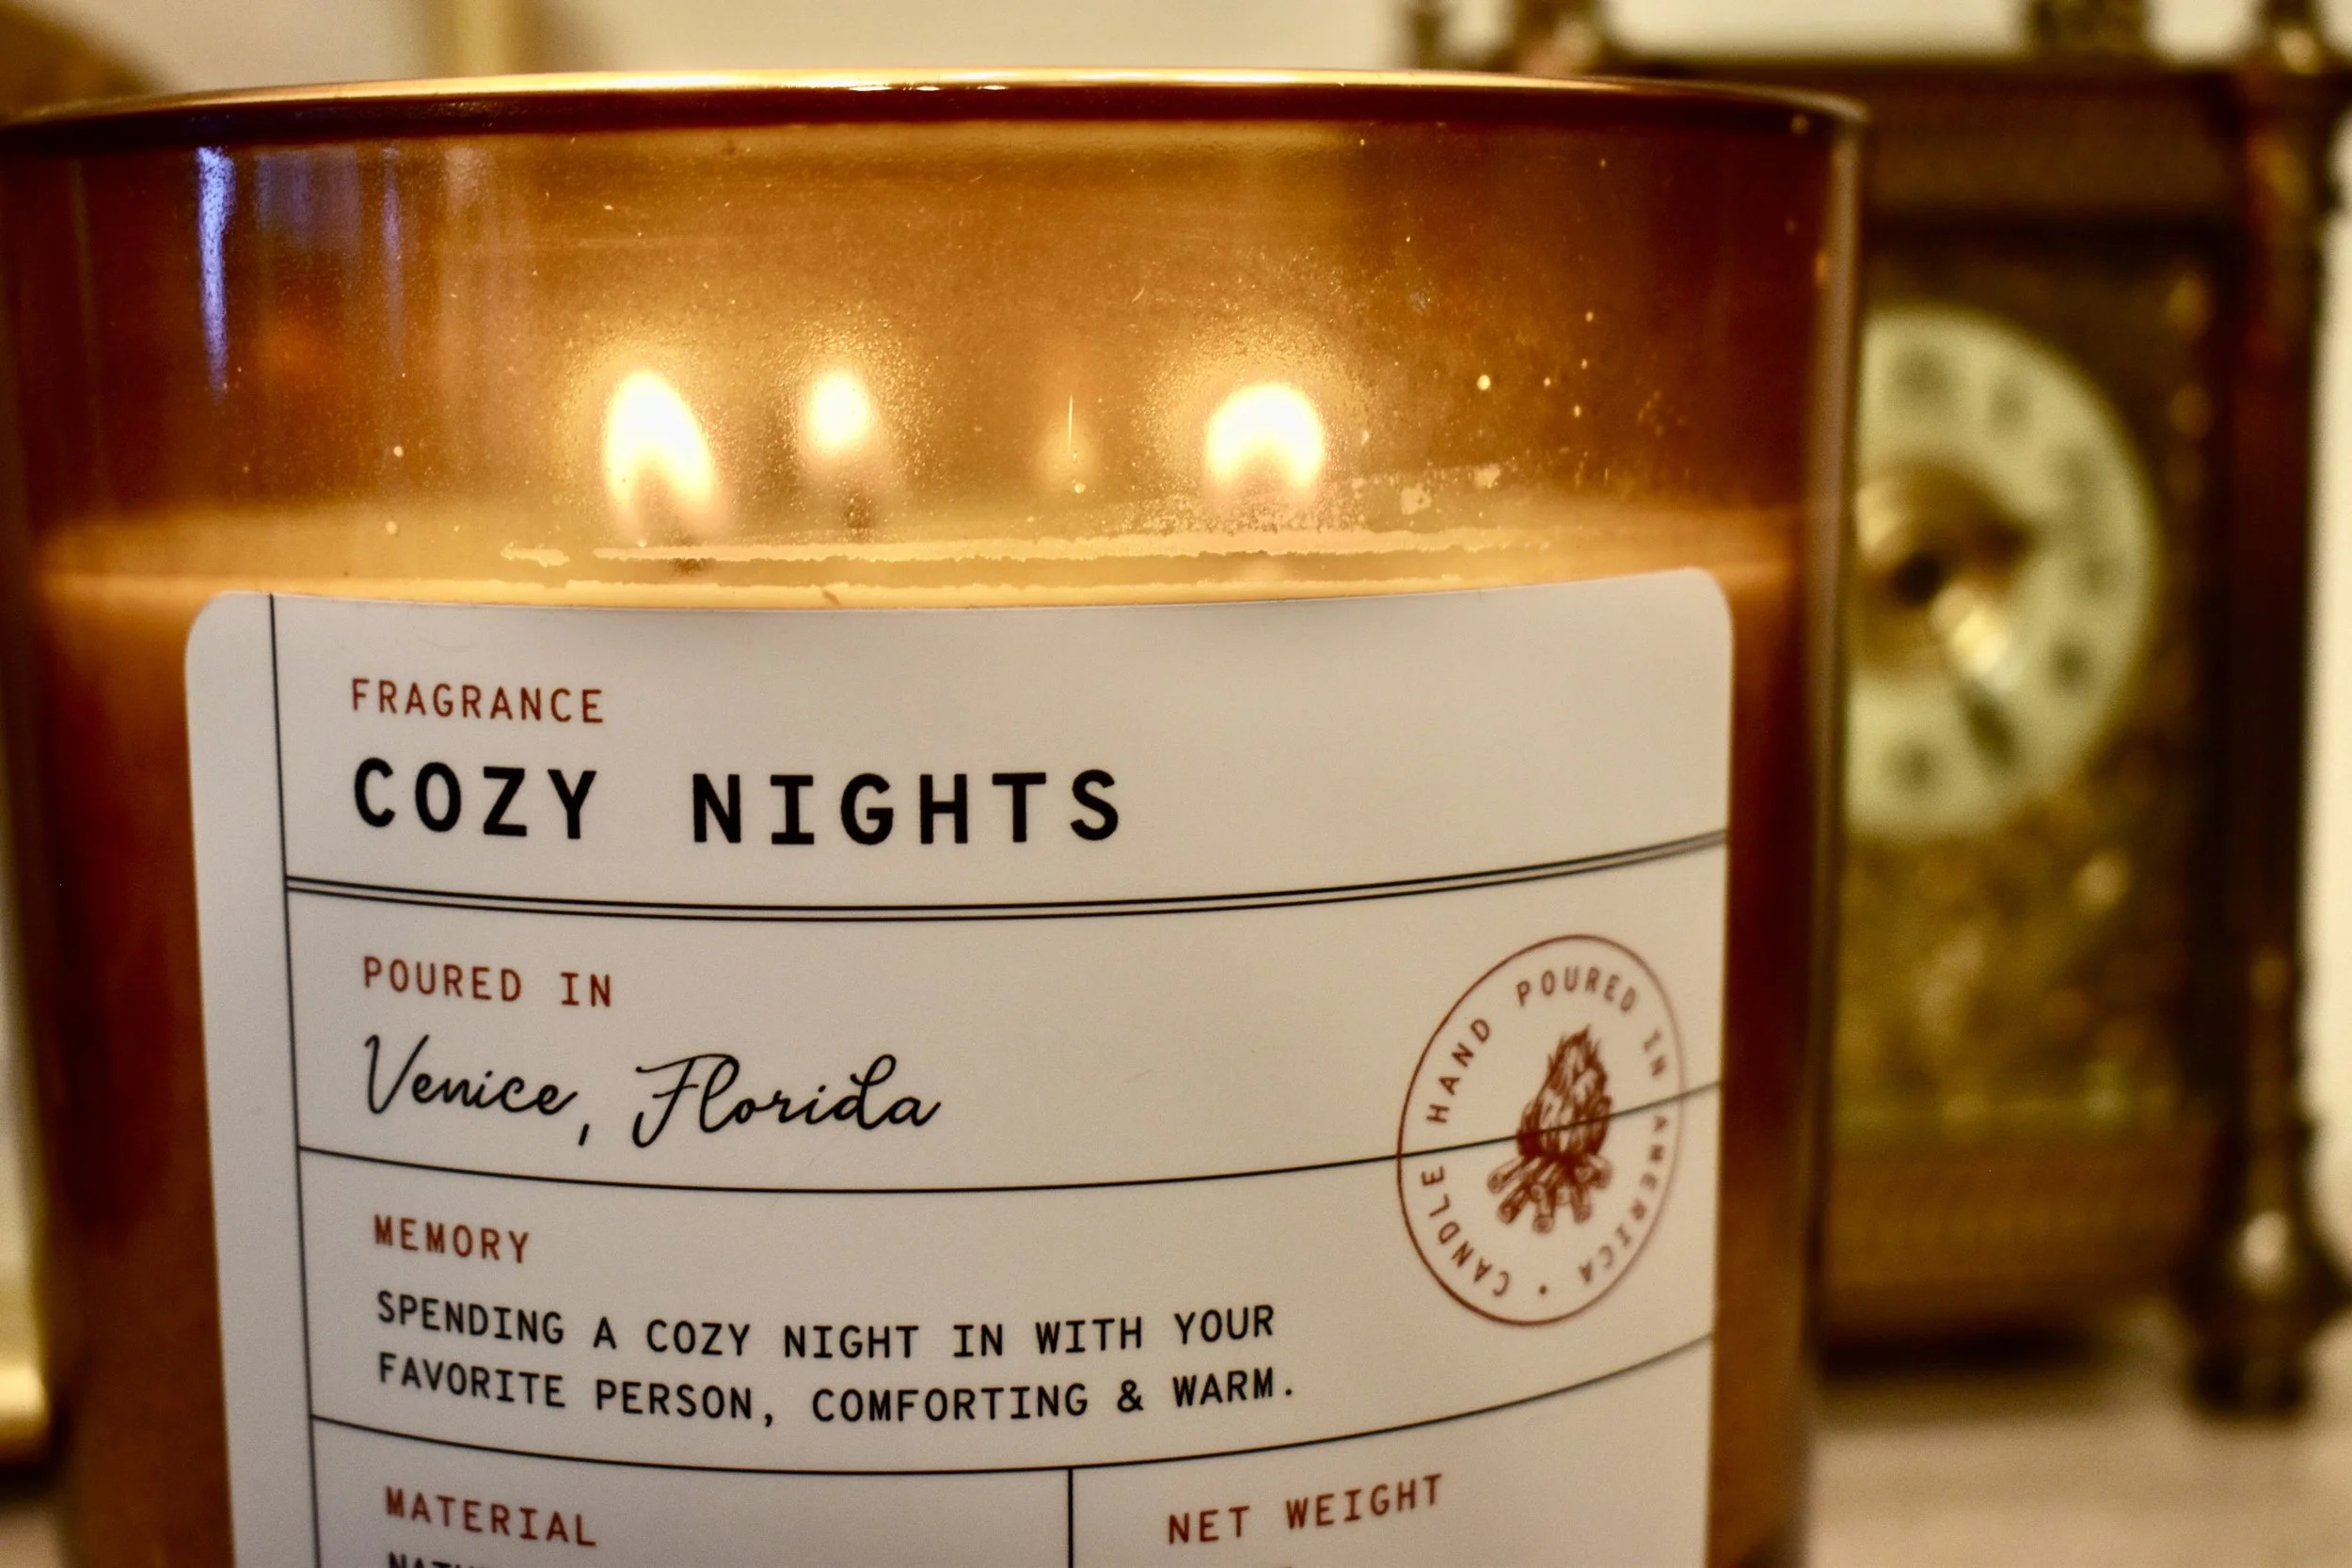 FRAGRANCE
COZY NIGHTS
POURED IN
Venice, Florida
CANDLE HAND POURED IN AMERICA •
MEMORY
SPENDING A COZY NIGHT IN WITH YOUR
FAVORITE PERSON, COMFORTING & WARM.
MATERIAL
NET WEIGHT